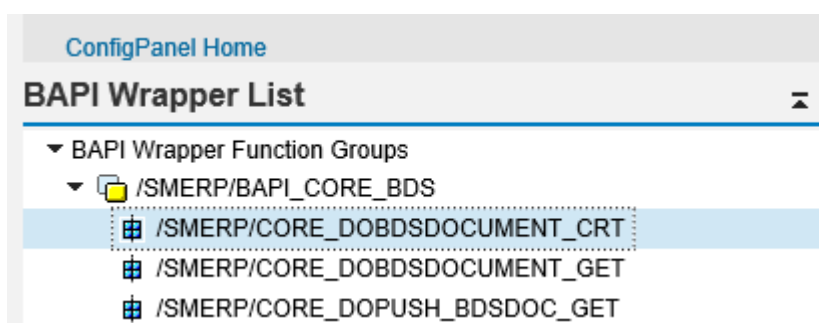 ConfigPanel Home
BAPI Wrapper List
BAPI Wrapper Function Groups
/SMERP/BAPI_CORE_BDS
/SMERP/CORE_DOBDSDOCUMENT_CRT
/SMERP/CORE_DOBDSDOCUMENT_GET
/SMERP/CORE_DOPUSH_BDSDOC_GET